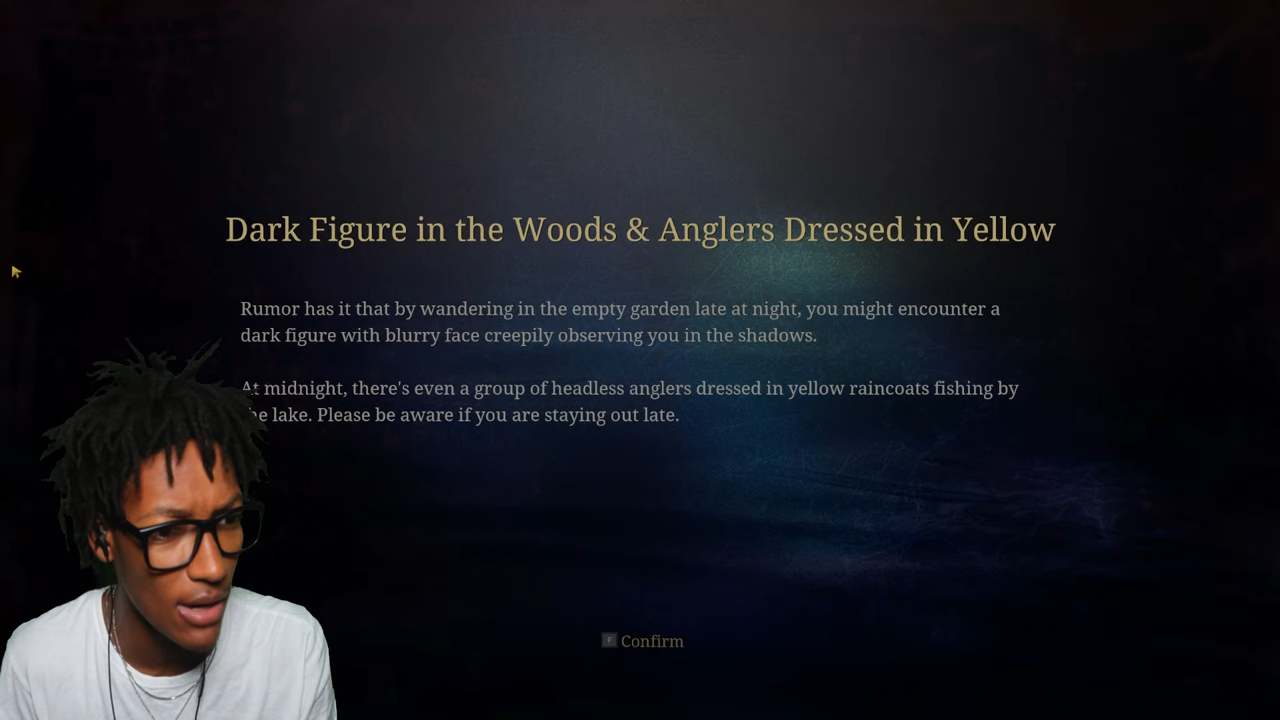 Dark Figure in the Woods & Anglers Dressed in Yellow
Rumor has it that by wandering in the empty garden late at night, you might encounter a
dark figure with blurry face creepily observing you in the shadows.
At midnight, there's even a group of headless anglers dressed in yellow raincoats fishing by
the lake. Please be aware if you are staying out late.
F Confirm